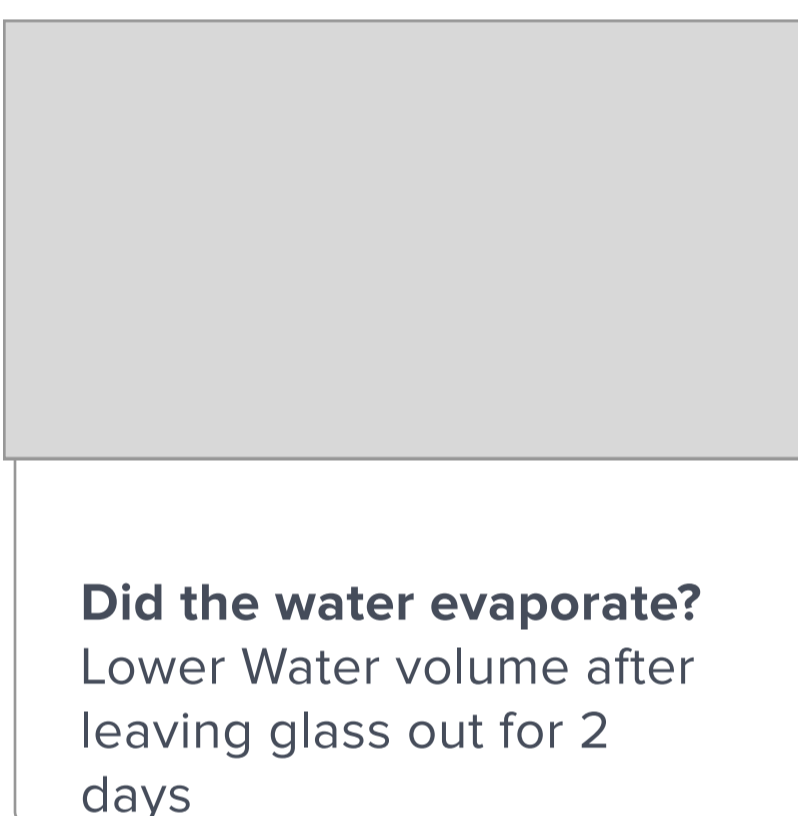 Did the water evaporate?
Lower Water volume after
leaving glass out for 2
days